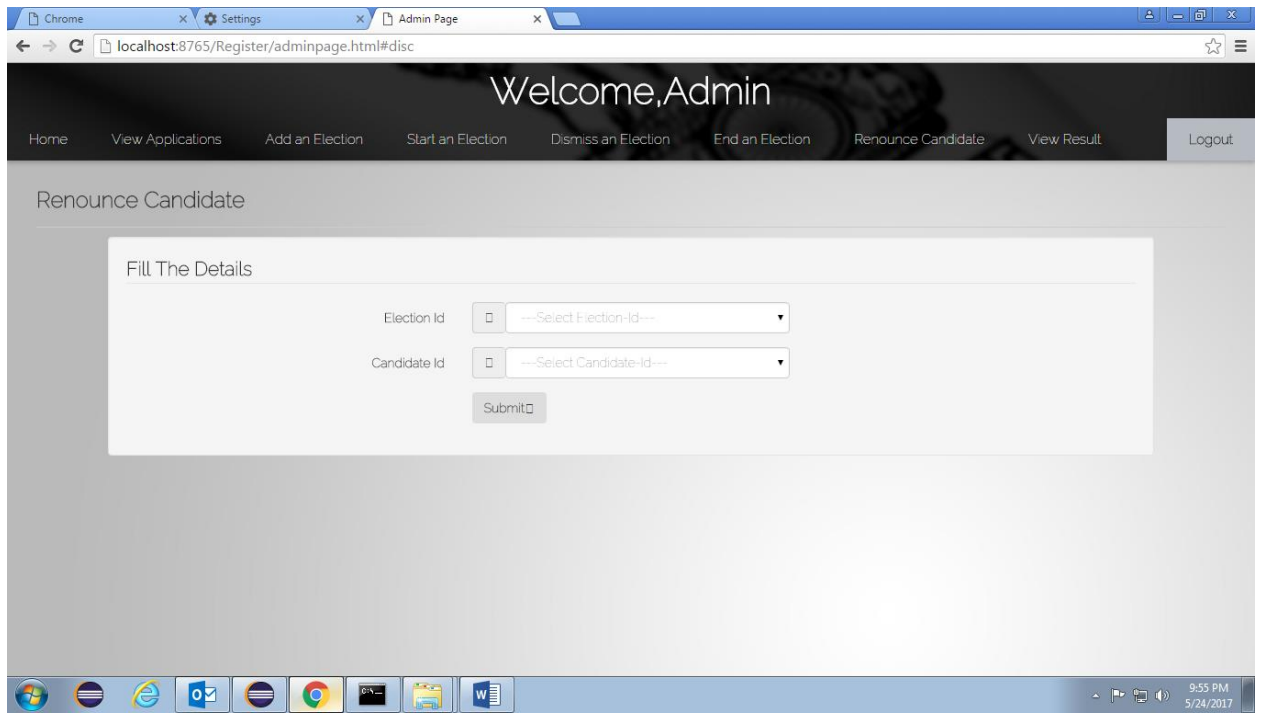 Chrome Settings Admin Page
localhost:8765/Register/adminpage.html#disc
Welcome,Admin
Home View Applications Add an Election Start an Election Dismiss an Election End an Election Renounce Candidate View Result Logout
Renounce Candidate
Fill The Details
Election Id ---Select Election-Id---
Candidate Id ---Select Candidate-Id---
Submit
9:55 PM
5/24/2017